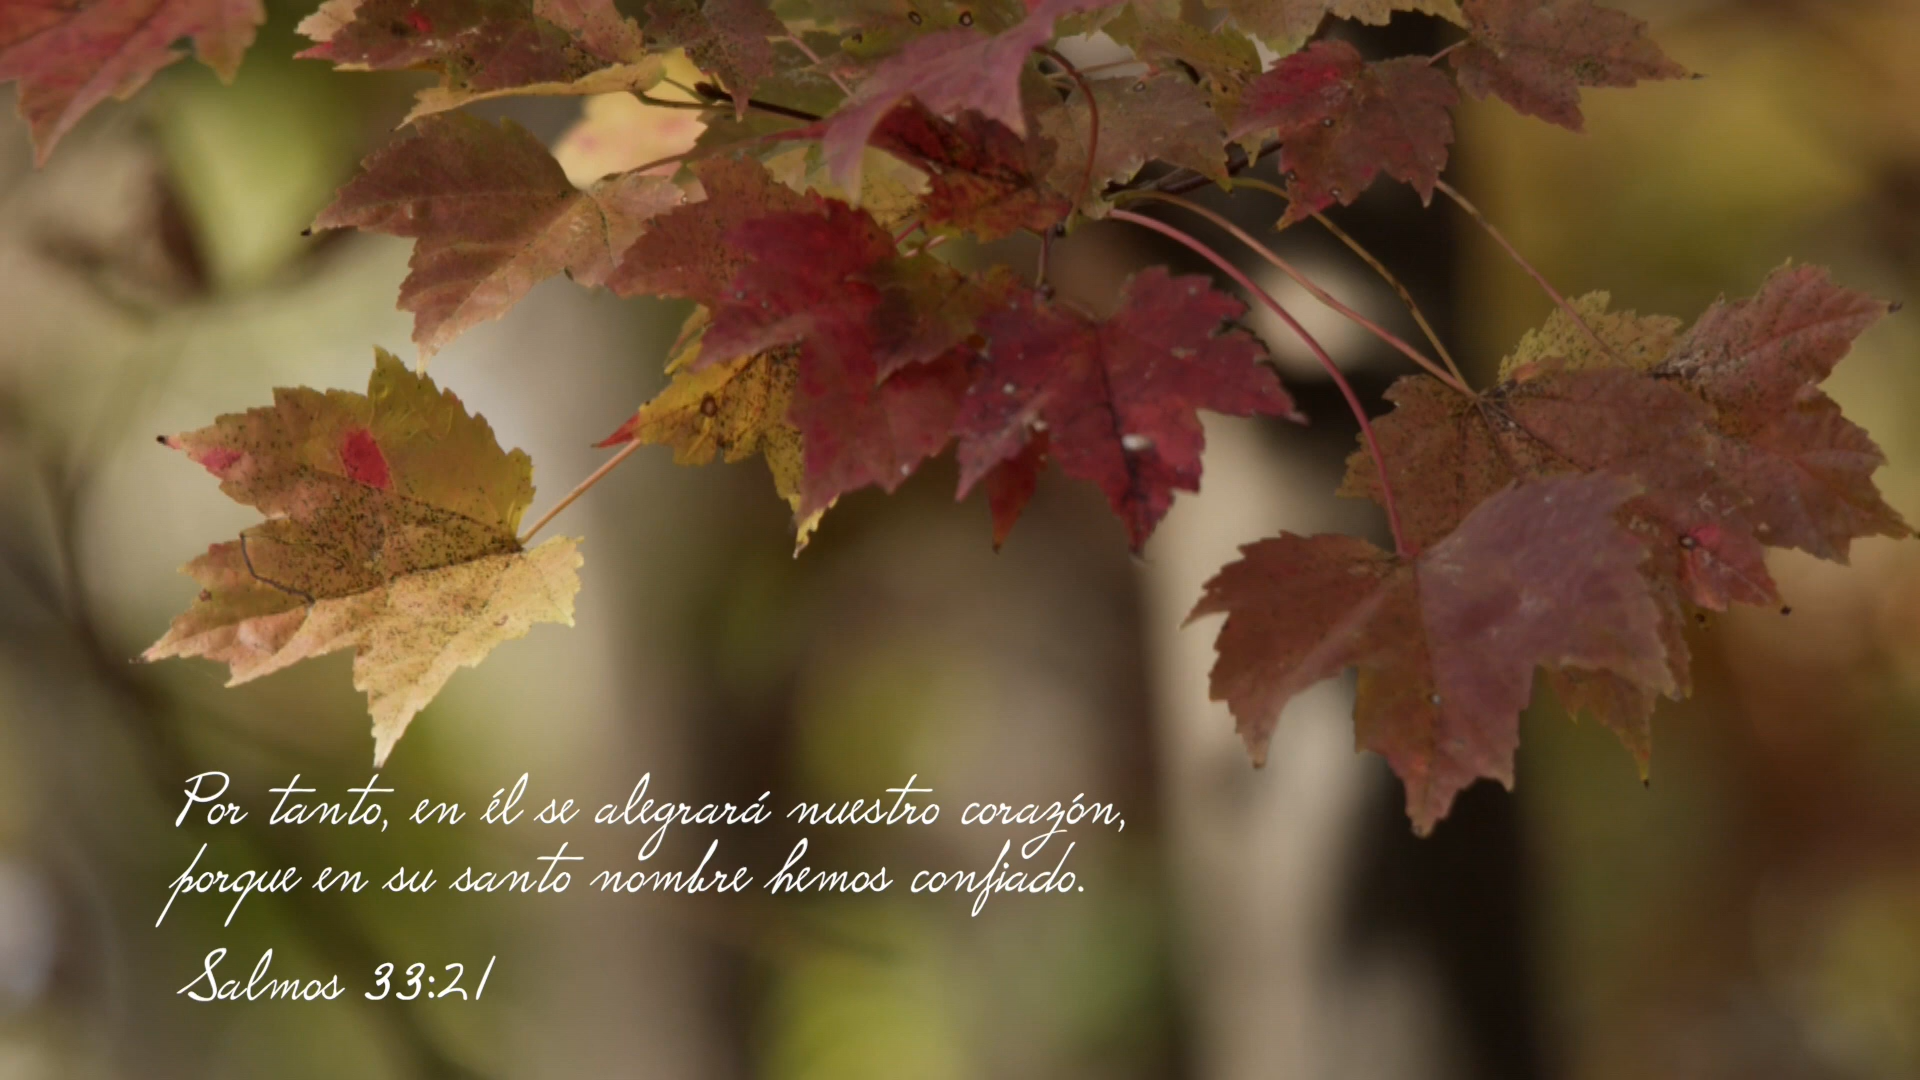 Por tanto, en él se alegrará nuestro corazón,
porque en su santo nombre hemos confiado.
Salmos 33:21